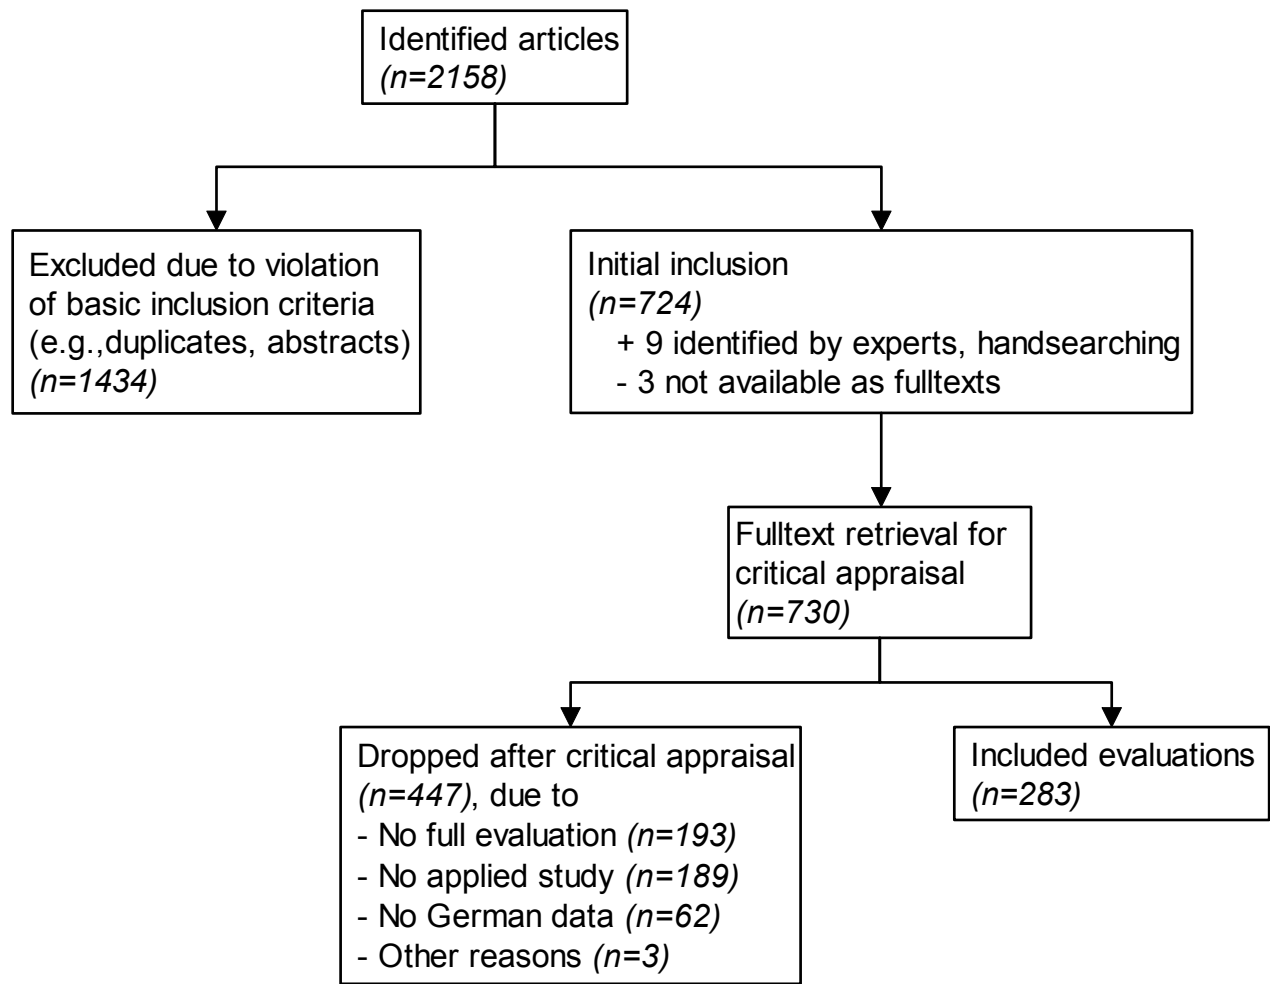 Identified articles
(n=2158)
Excluded due to violation
of basic inclusion criteria
(e.g.,duplicates, abstracts)
(n=1434)
Initial inclusion
(n=724)
+ 9 identified by experts, handsearching
- 3 not available as fulltexts
Fulltext retrieval for
critical appraisal
(n=730)
Dropped after critical appraisal
(n=447), due to
- No full evaluation (n=193)
- No applied study (n=189)
- No German data (n=62)
- Other reasons (n=3)
Included evaluations
(n=283)